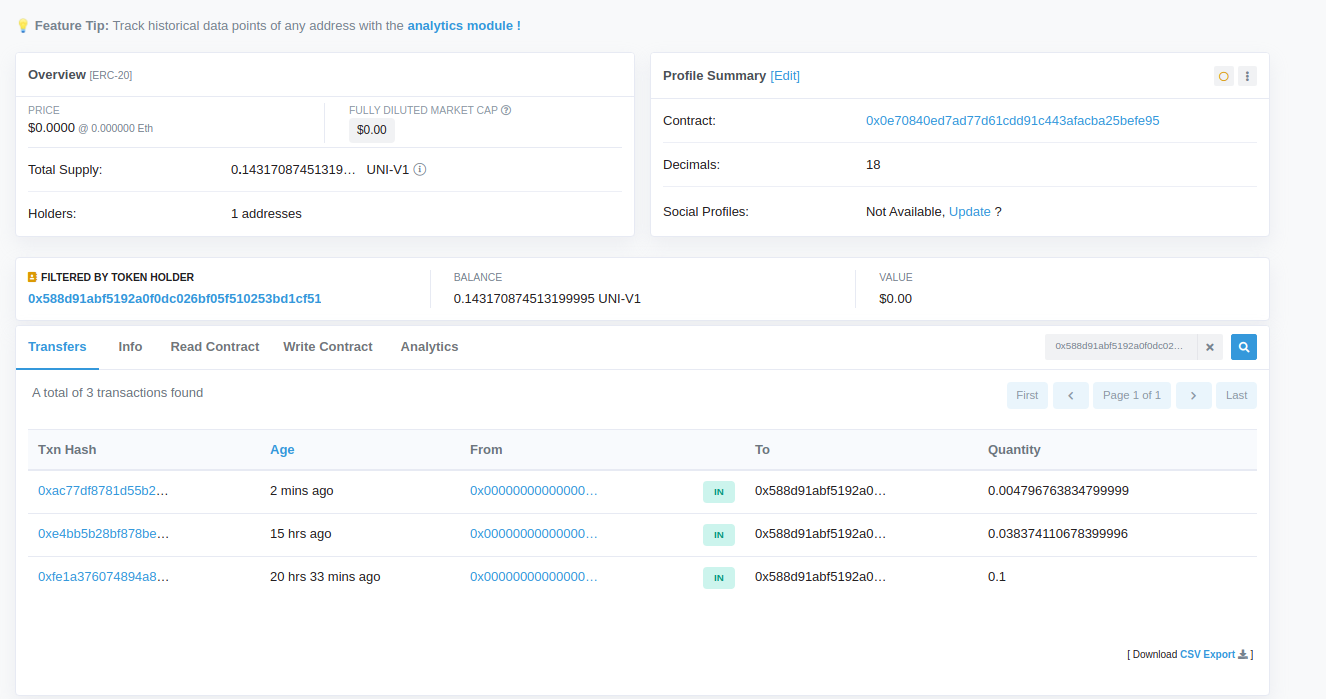 Feature Tip: Track historical data points of any address with the analytics module !
Overview [ERC-20]
PRICE
$0.0000 @ 0.000000 Eth
FULLY DILUTED MARKET CAP
$0.00
Total Supply: 0.14317087451319… UNI-V1
Holders: 1 addresses
Profile Summary [Edit]
Contract: 0x0e70840ed7ad77d61cdd91c443afacba25befe95
Decimals: 18
Social Profiles: Not Available, Update ?
FILTERED BY TOKEN HOLDER
0x588d91abf5192a0f0dc026bf05f510253bd1cf51
BALANCE
0.143170874513199995 UNI-V1
VALUE
$0.00
Transfers Info Read Contract Write Contract Analytics
0x588d91abf5192a0f0dc02...
A total of 3 transactions found
First Page 1 of 1 Last
Txn Hash Age From To Quantity
0xac77df8781d55b2… 2 mins ago 0x00000000000000… IN 0x588d91abf5192a0… 0.004796763834799999
0xe4bb5b28bf878be… 15 hrs ago 0x00000000000000… IN 0x588d91abf5192a0… 0.038374110678399996
0xfe1a376074894a8… 20 hrs 33 mins ago 0x00000000000000… IN 0x588d91abf5192a0… 0.1
[ Download CSV Export ]